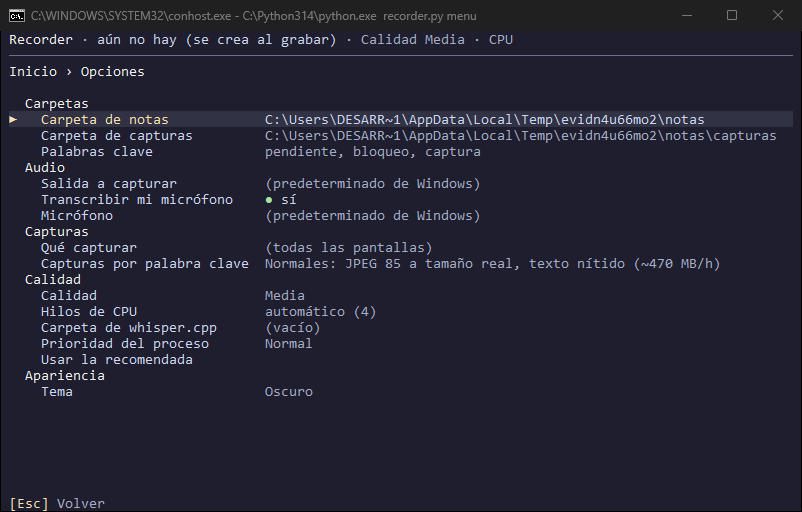 C:\WINDOWS\SYSTEM32\conhost.exe - C:\Python314\python.exe  recorder.py menu
Recorder · aún no hay (se crea al grabar) · Calidad Media · CPU
Inicio › Opciones
Carpetas
► Carpeta de notas C:\Users\DESARR~1\AppData\Local\Temp\evidn4u66mo2\notas
Carpeta de capturas C:\Users\DESARR~1\AppData\Local\Temp\evidn4u66mo2\notas\capturas
Palabras clave pendiente, bloqueo, captura
Audio
Salida a capturar (predeterminado de Windows)
Transcribir mi micrófono ● sí
Micrófono (predeterminado de Windows)
Capturas
Qué capturar (todas las pantallas)
Capturas por palabra clave Normales: JPEG 85 a tamaño real, texto nítido (~470 MB/h)
Calidad
Calidad Media
Hilos de CPU automático (4)
Carpeta de whisper.cpp (vacío)
Prioridad del proceso Normal
Usar la recomendada
Apariencia
Tema Oscuro
[Esc] Volver